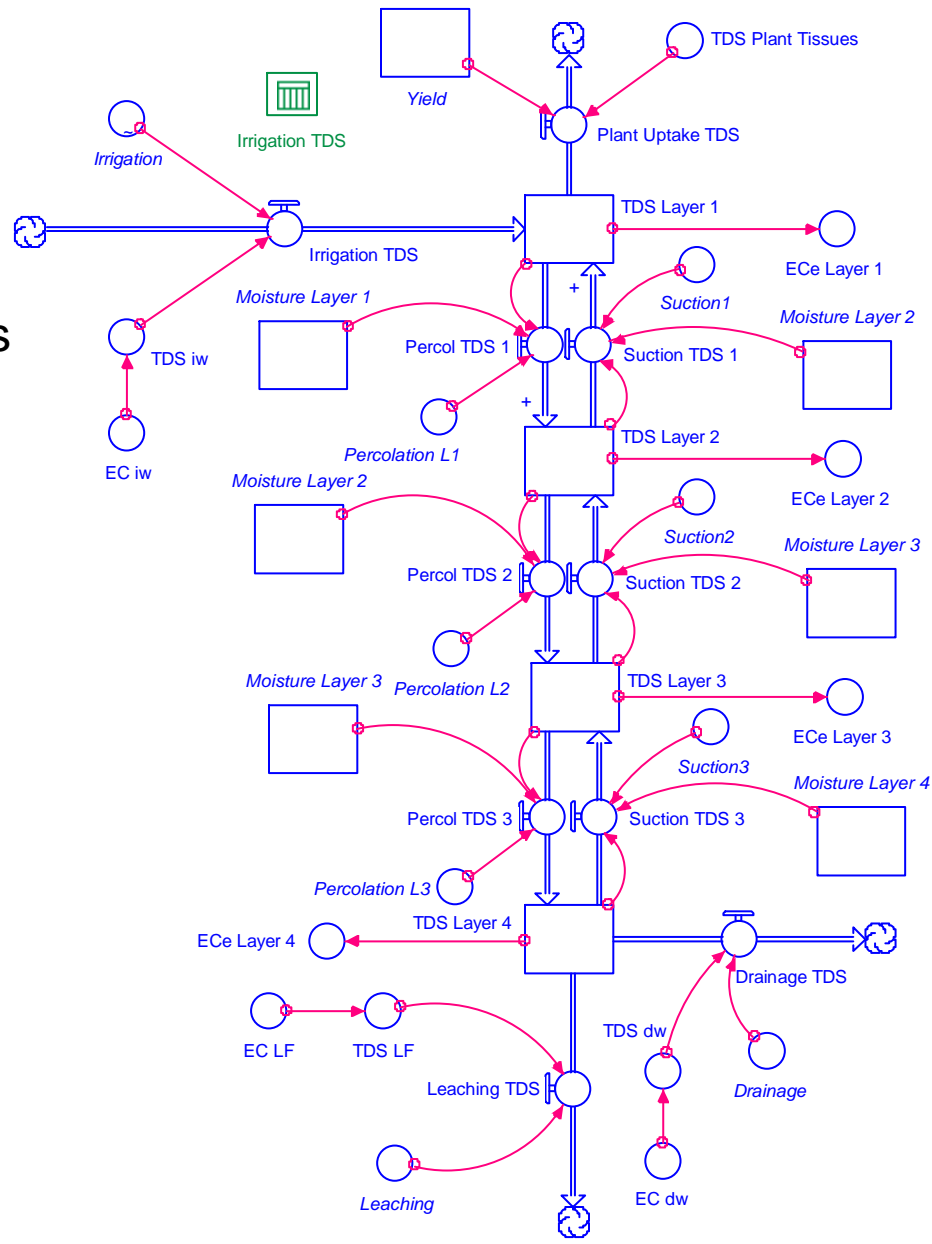 TDS Plant Tissues
Yield
Plant Uptake TDS
Irrigation TDS
Irrigation
TDS Layer 1
Irrigation TDS
ECe Layer 1
Moisture Layer 1
+
Suction1
Moisture Layer 2
s
TDS iw
Percol TDS 1
Suction TDS 1
+
EC iw
Percolation L1
TDS Layer 2
Moisture Layer 2
ECe Layer 2
Suction2
Moisture Layer 3
Percol TDS 2
Suction TDS 2
Percolation L2
TDS Layer 3
Moisture Layer 3
ECe Layer 3
Suction3
Moisture Layer 4
Percol TDS 3
Suction TDS 3
Percolation L3
TDS Layer 4
ECe Layer 4
Drainage TDS
EC LF
TDS LF
TDS dw
Leaching TDS
Drainage
Leaching
EC dw